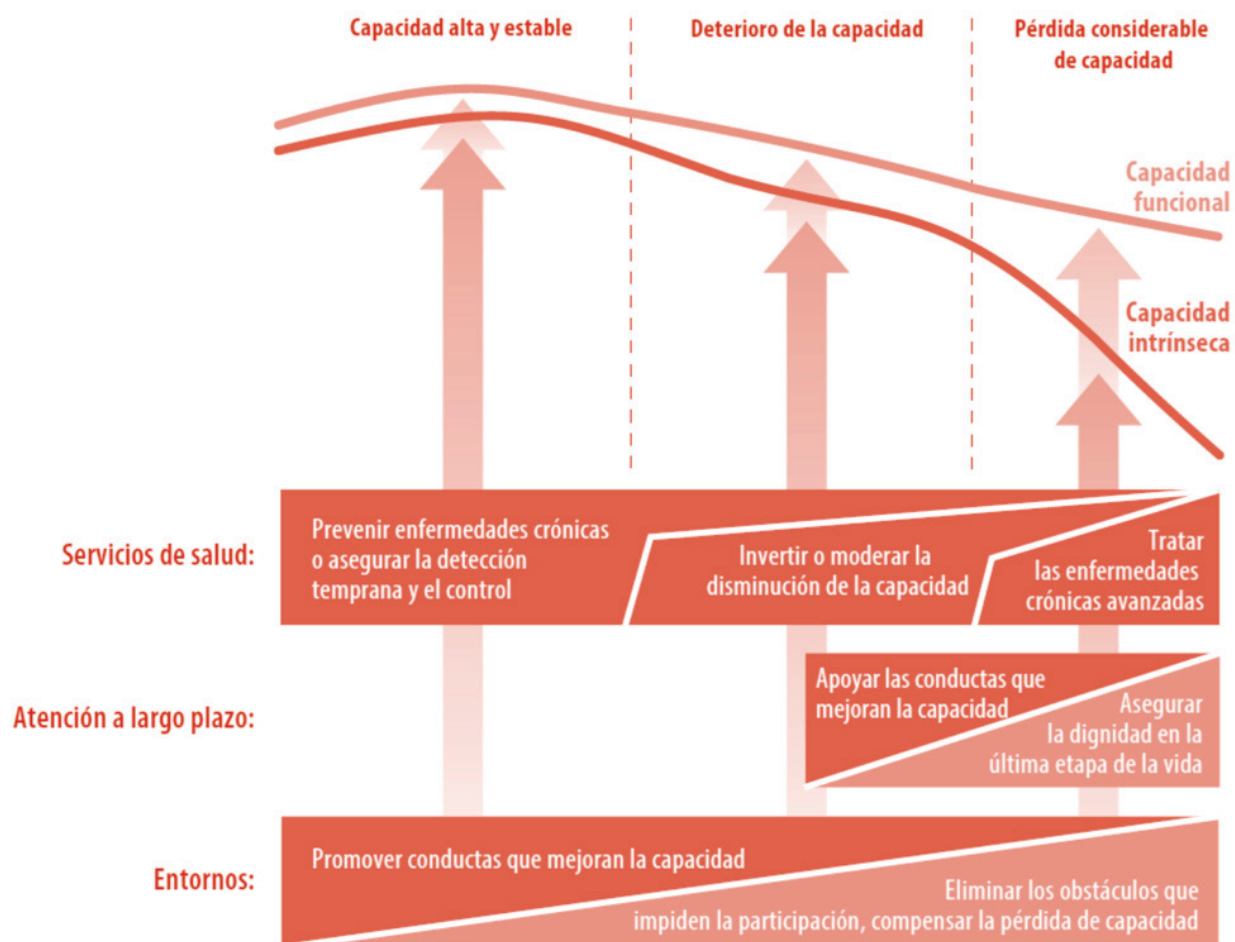 Capacidad alta y estable
Deterioro de la capacidad
Pérdida considerable
de capacidad
Capacidad
funcional
Capacidad
intrínseca
Servicios de salud:
Prevenir enfermedades crónicas
o asegurar la detección
temprana y el control
Invertir o moderar la
disminución de la capacidad
Tratar
las enfermedades
crónicas avanzadas
Atención a largo plazo:
Apoyar las conductas que
mejoran la capacidad
Asegurar
la dignidad en la
última etapa de la vida
Entornos:
Promover conductas que mejoran la capacidad
Eliminar los obstáculos que
impiden la participación, compensar la pérdida de capacidad